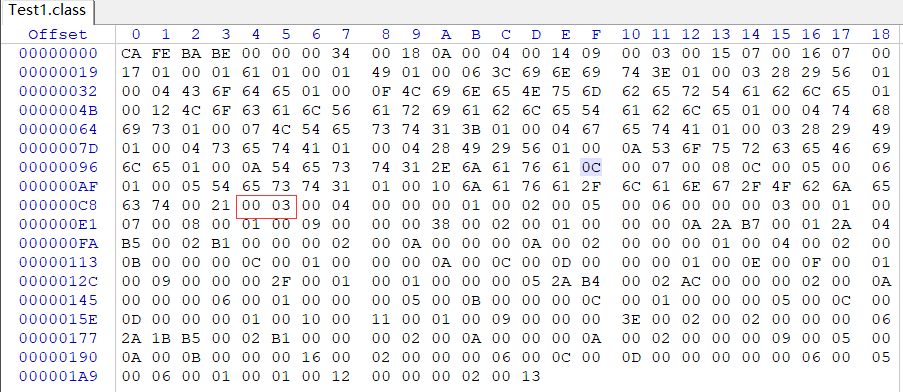 Test1.class
Offset 0 1 2 3 4 5 6 7 8 9 A B C D E F 10 11 12 13 14 15 16 17 18
00000000 CA FE BA BE 00 00 00 34 00 18 0A 00 04 00 14 09 00 03 00 15 07 00 16 07 00
00000019 17 01 00 01 61 01 00 01 49 01 00 06 3C 69 6E 69 74 3E 01 00 03 28 29 56 01
00000032 00 04 43 6F 64 65 01 00 0F 4C 69 6E 65 4E 75 6D 62 65 72 54 61 62 6C 65 01
0000004B 00 12 4C 6F 63 61 6C 56 61 72 69 61 62 6C 65 54 61 62 6C 65 01 00 04 74 68
00000064 69 73 01 00 07 4C 54 65 73 74 31 3B 01 00 04 67 65 74 41 01 00 03 28 29 49
0000007D 01 00 04 73 65 74 41 01 00 04 28 49 29 56 01 00 0A 53 6F 75 72 63 65 46 69
00000096 6C 65 01 00 0A 54 65 73 74 31 2E 6A 61 76 61 0C 00 07 00 08 0C 00 05 00 06
000000AF 01 00 05 54 65 73 74 31 01 00 10 6A 61 76 61 2F 6C 61 6E 67 2F 4F 62 6A 65
000000C8 63 74 00 21 00 03 00 04 00 00 00 01 00 02 00 05 00 06 00 00 00 03 00 01 00
000000E1 07 00 08 00 01 00 09 00 00 00 38 00 02 00 01 00 00 00 0A 2A B7 00 01 2A 04
000000FA B5 00 02 B1 00 00 00 02 00 0A 00 00 00 0A 00 02 00 00 00 01 00 04 00 02 00
00000113 0B 00 00 00 0C 00 01 00 00 00 0A 00 0C 00 0D 00 00 00 01 00 0E 00 0F 00 01
0000012C 00 09 00 00 00 2F 00 01 00 01 00 00 00 05 2A B4 00 02 AC 00 00 00 02 00 0A
00000145 00 00 00 06 00 01 00 00 00 05 00 0B 00 00 00 0C 00 01 00 00 00 05 00 0C 00
0000015E 0D 00 00 00 01 00 10 00 11 00 01 00 09 00 00 00 3E 00 02 00 02 00 00 00 06
00000177 2A 1B B5 00 02 B1 00 00 00 02 00 0A 00 00 00 0A 00 02 00 00 00 09 00 05 00
00000190 0A 00 0B 00 00 00 16 00 02 00 00 00 06 00 0C 00 0D 00 00 00 00 00 06 00 05
000001A9 00 06 00 01 00 01 00 12 00 00 00 02 00 13